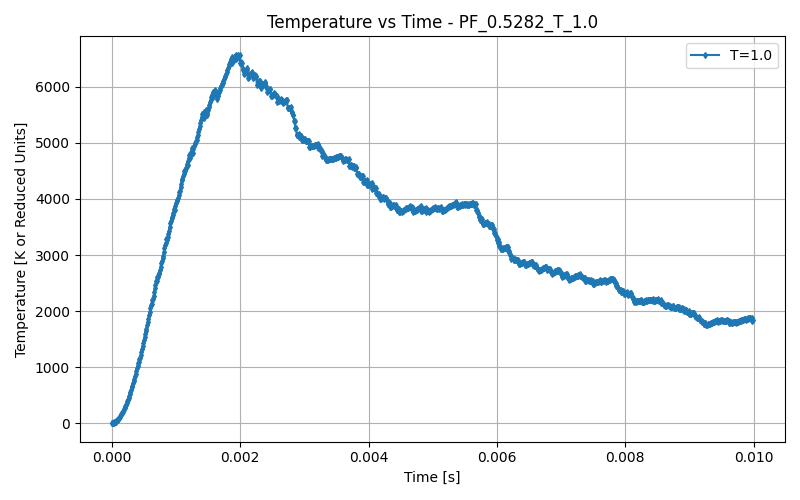 Temperature vs Time - PF_0.5282_T_1.0
T=1.0
Temperature [K or Reduced Units]
6000
5000
4000
3000
2000
1000
0
0.000 0.002 0.004 0.006 0.008 0.010
Time [s]